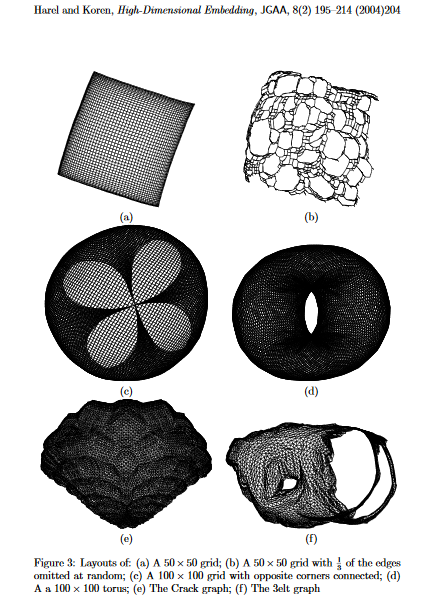 Harel and Koren, High-Dimensional Embedding, JGAA, 8(2) 195–214 (2004)204
(a)
(b)
(c)
(d)
(e)
(f)
Figure 3: Layouts of: (a) A 50 × 50 grid; (b) A 50 × 50 grid with 1/3 of the edges
omitted at random; (c) A 100 × 100 grid with opposite corners connected; (d)
A a 100 × 100 torus; (e) The Crack graph; (f) The 3elt graph